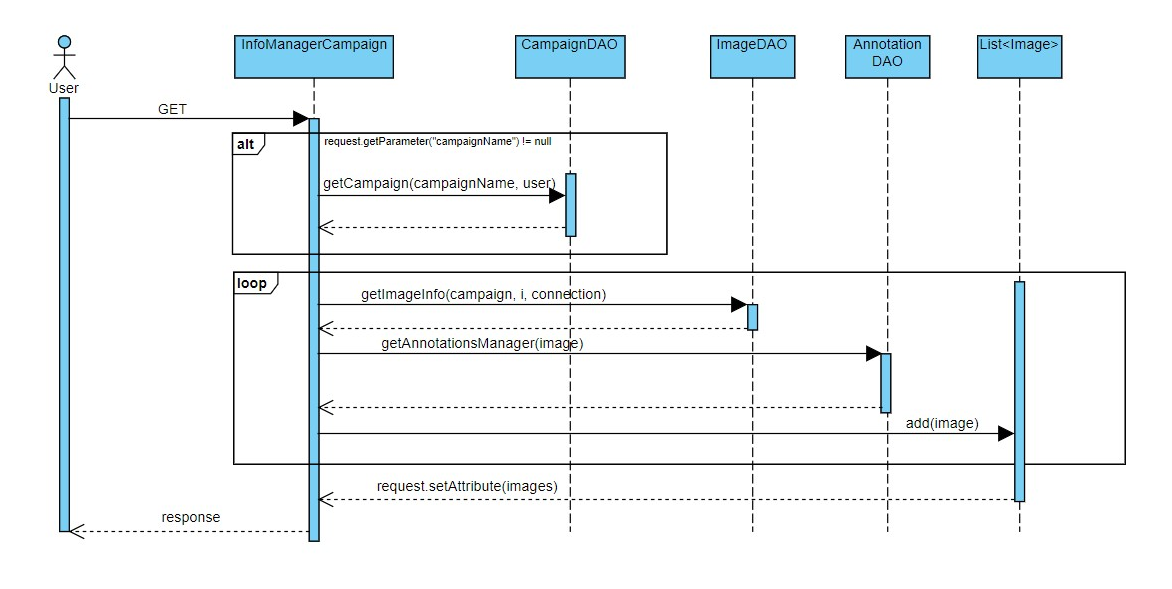 InfoManagerCampaign
CampaignDAO
ImageDAO
Annotation
DAO
List<Image>
User
GET
alt
request.getParameter("campaignName") != null
getCampaign(campaignName, user)
loop
getImageInfo(campaign, i, connection)
getAnnotationsManager(image)
add(image)
request.setAttribute(images)
response